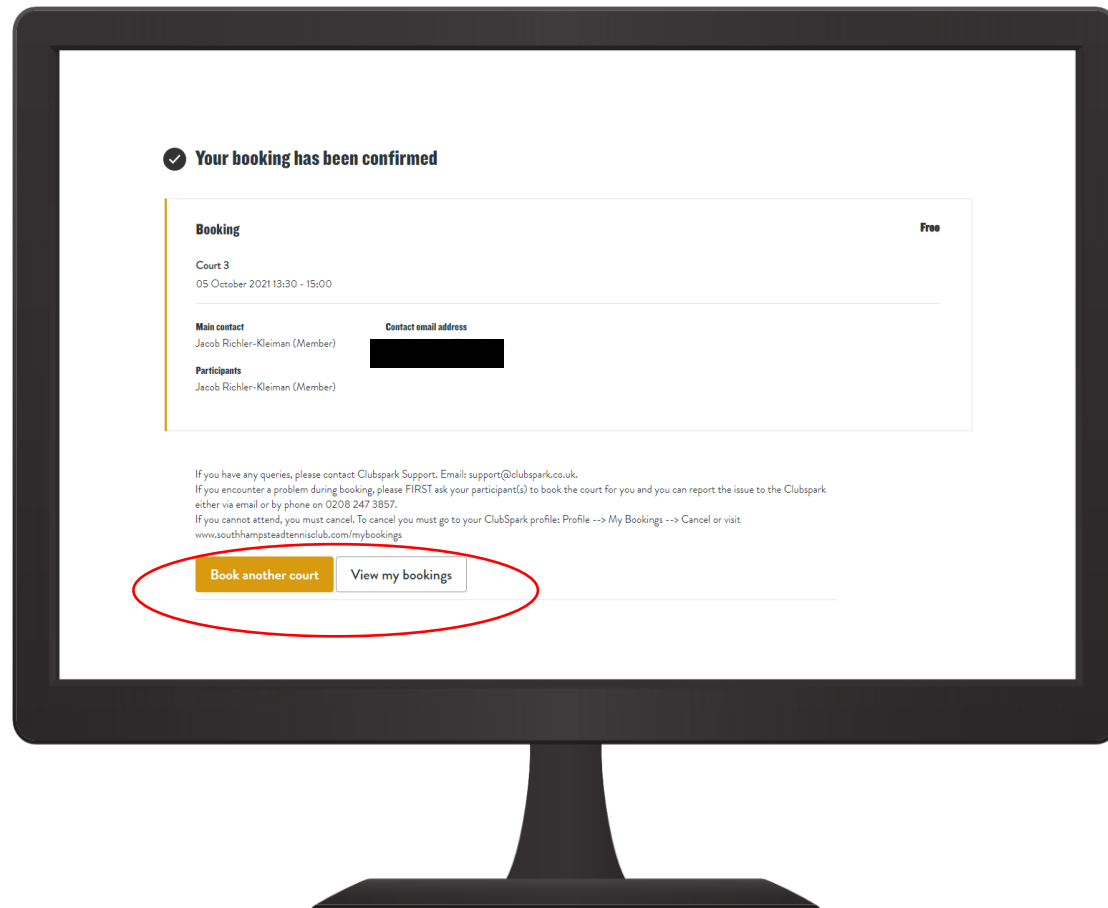 Your booking has been confirmed
Booking
Free
Court 3
05 October 2021 13:30 - 15:00
Main contact
Contact email address
Jacob Richler-Kleiman (Member)
Participants
Jacob Richler-Kleiman (Member)
If you have any queries, please contact Clubspark Support. Email: support@clubspark.co.uk.
If you encounter a problem during booking, please FIRST ask your participant(s) to book the court for you and you can report the issue to the Clubspark
either via email or by phone on 0208 247 3857.
If you cannot attend, you must cancel. To cancel you must go to your ClubSpark profile: Profile --> My Bookings --> Cancel or visit
www.southhampsteadtennisclub.com/mybookings
Book another court
View my bookings